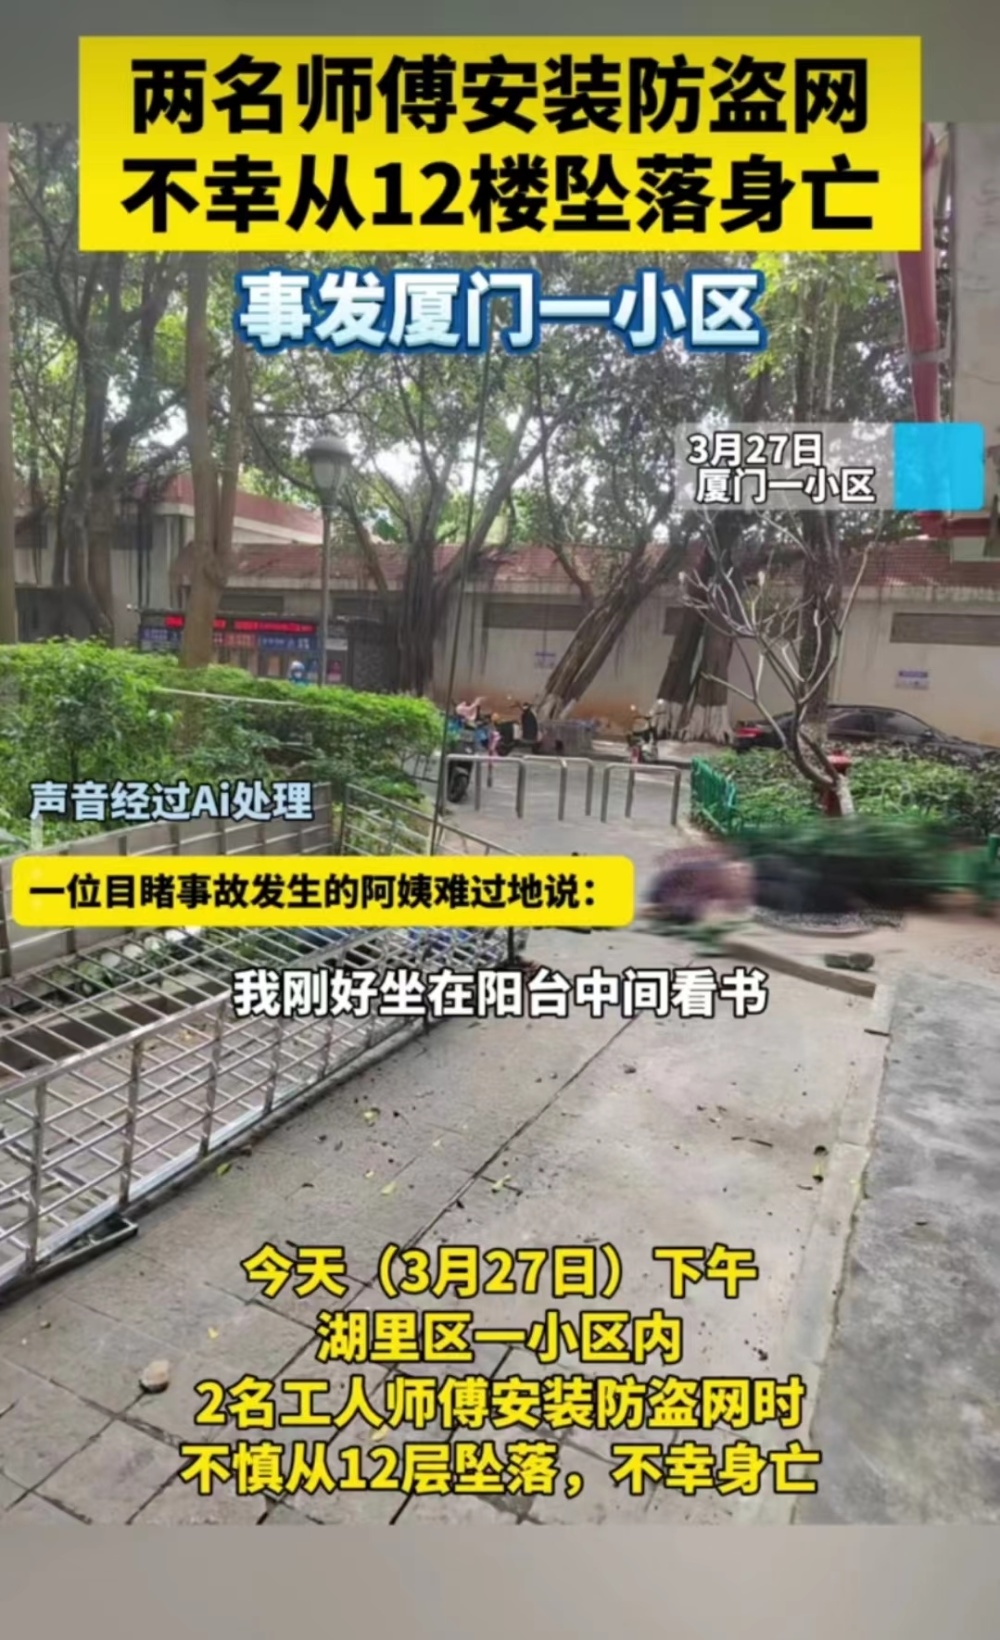 两名师傅安装防盗网
不幸从12楼坠落身亡
事发厦门一小区
3月27日
厦门一小区
声音经过Ai处理
一位目睹事故发生的阿姨难过地说：
我刚好坐在阳台中间看书
今天（3月27日）下午
湖里区一小区内
2名工人师傅安装防盗网时
不慎从12层坠落，不幸身亡